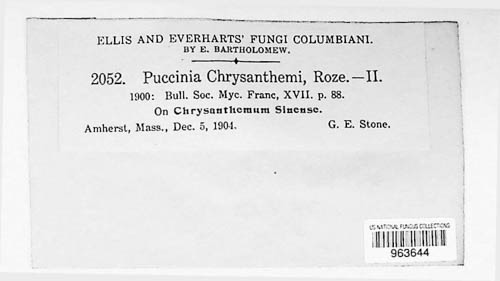 ELLIS AND EVERHARTS' FUNGI COLUMBIANI.
BY E. BARTHOLOMEW.
2052. Puccinia Chrysanthemi, Roze.—II.
1900: Bull. Soc. Myc. Franc, XVII. p. 88.
On Chrysanthemum Sinense.
Amherst, Mass., Dec. 5, 1904. G. E. Stone.
US NATIONAL FUNGUS COLLECTIONS
963644